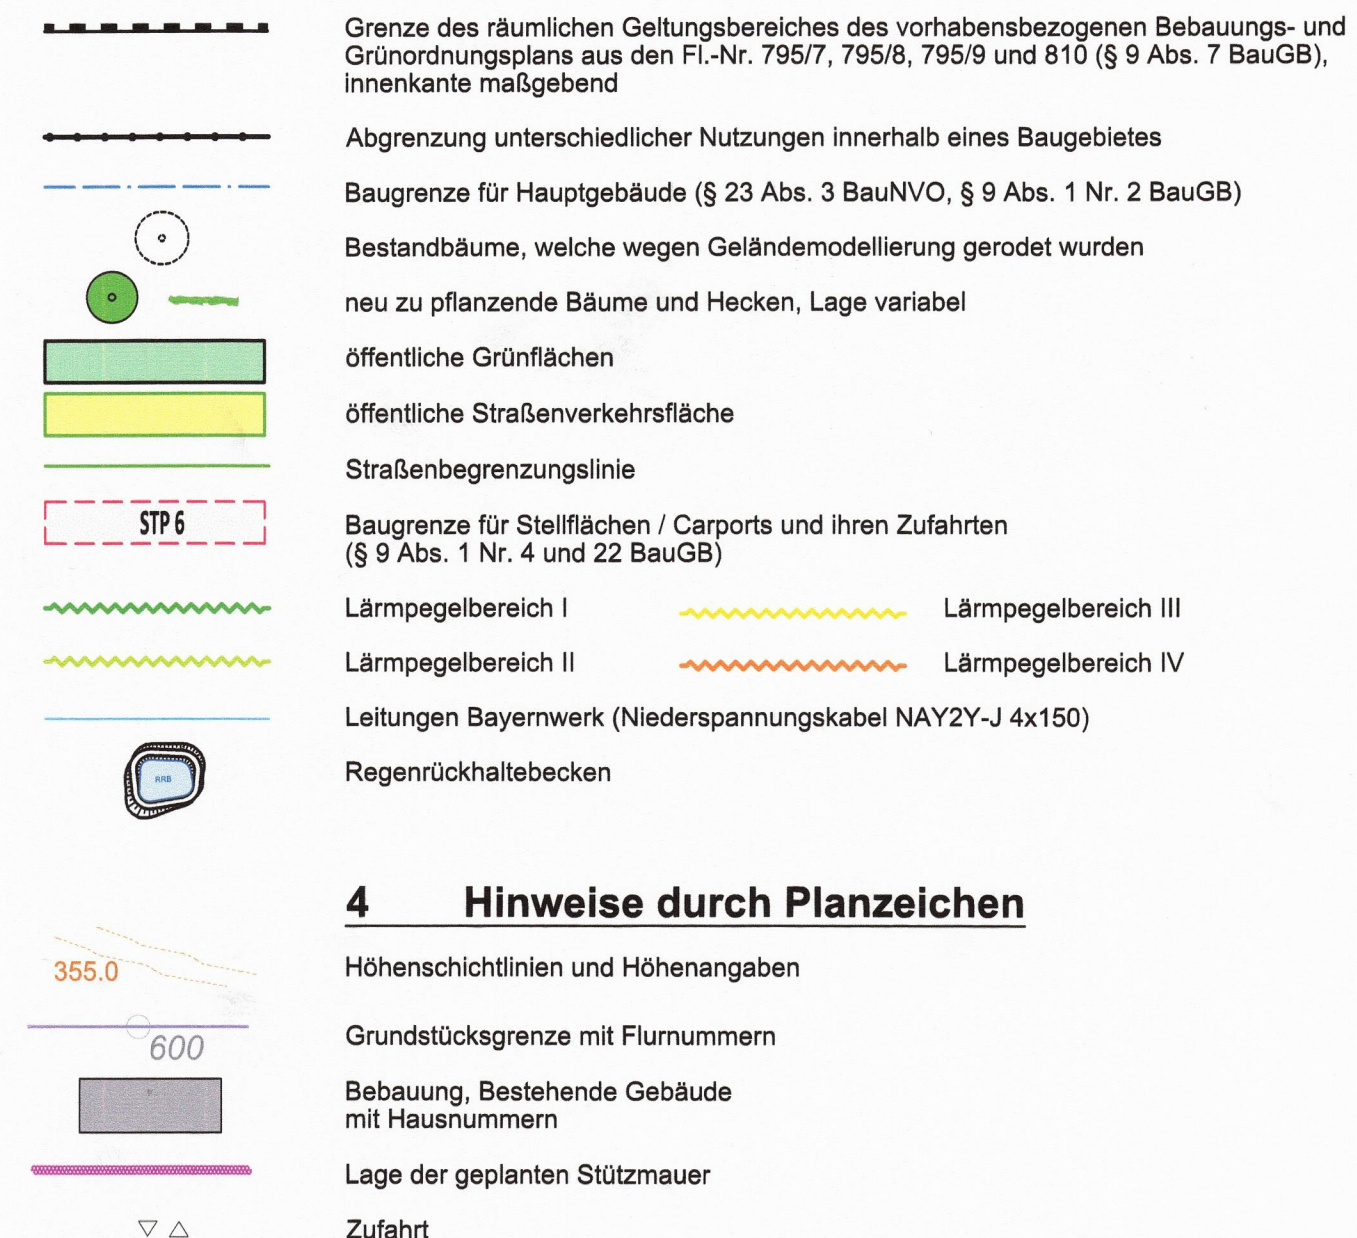 Grenze des räumlichen Geltungsbereiches des vorhabensbezogenen Bebauungs- und
Grünordnungsplans aus den Fl.-Nr. 795/7, 795/8, 795/9 und 810 (§ 9 Abs. 7 BauGB),
innenkante maßgebend
Abgrenzung unterschiedlicher Nutzungen innerhalb eines Baugebietes
Baugrenze für Hauptgebäude (§ 23 Abs. 3 BauNVO, § 9 Abs. 1 Nr. 2 BauGB)
Bestandbäume, welche wegen Geländemodellierung gerodet wurden
neu zu pflanzende Bäume und Hecken, Lage variabel
öffentliche Grünflächen
öffentliche Straßenverkehrsfläche
Straßenbegrenzungslinie
STP 6
Baugrenze für Stellflächen / Carports und ihren Zufahrten
(§ 9 Abs. 1 Nr. 4 und 22 BauGB)
Lärmpegelbereich I
Lärmpegelbereich III
Lärmpegelbereich II
Lärmpegelbereich IV
Leitungen Bayernwerk (Niederspannungskabel NAY2Y-J 4x150)
RRB
Regenrückhaltebecken
4 Hinweise durch Planzeichen
355.0
Höhenschichtlinien und Höhenangaben
600
Grundstücksgrenze mit Flurnummern
Bebauung, Bestehende Gebäude
mit Hausnummern
Lage der geplanten Stützmauer
Zufahrt